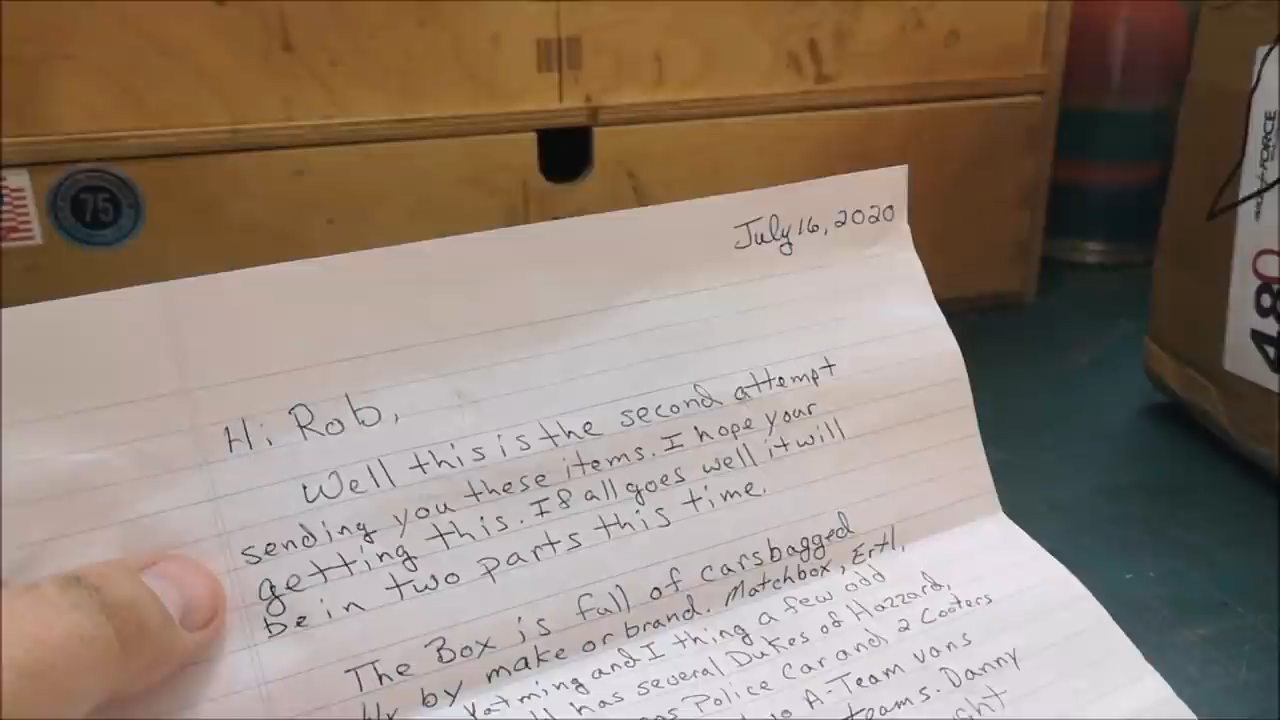 July 16, 2020
Hi Rob,
Well this is the second attempt
sending you these items. I hope your
getting this. If all goes well it will
be in two parts this time.
The Box is full of cars bagged
by make or brand. Matchbox, Ertl,
Yatming and I thing a few odd
has several Dukes of Hazzard,
Police Car and 2 Cooters
A-Team vans
teams. Danny
75
FORCE
480